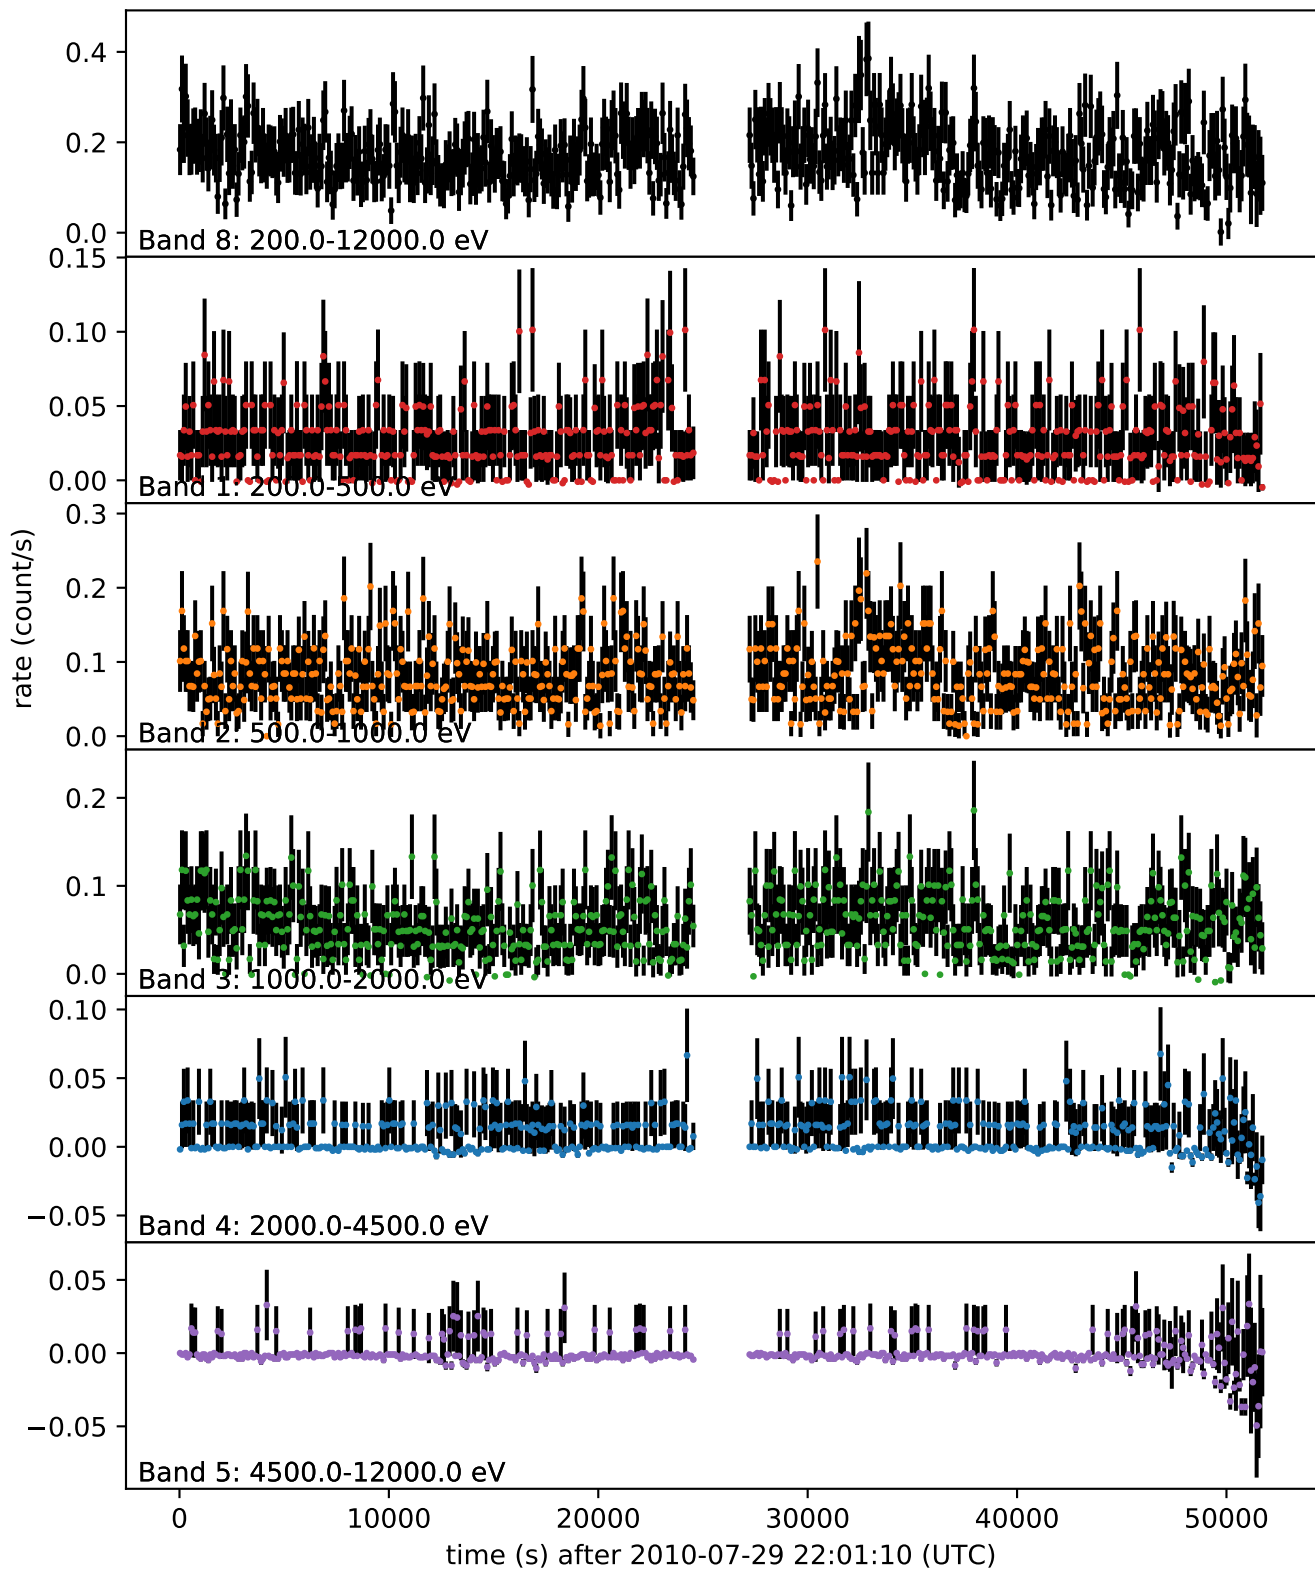 0.4
0.2
0.0
Band 8: 200.0-12000.0 eV
0.15
0.10
0.05
0.00
Band 1: 200.0-500.0 eV
0.3
0.2
0.1
0.0
Band 2: 500.0-1000.0 eV
rate (count/s)
0.2
0.1
0.0
Band 3: 1000.0-2000.0 eV
0.10
0.05
0.00
−0.05
Band 4: 2000.0-4500.0 eV
0.05
0.00
−0.05
Band 5: 4500.0-12000.0 eV
0 10000 20000 30000 40000 50000
time (s) after 2010-07-29 22:01:10 (UTC)